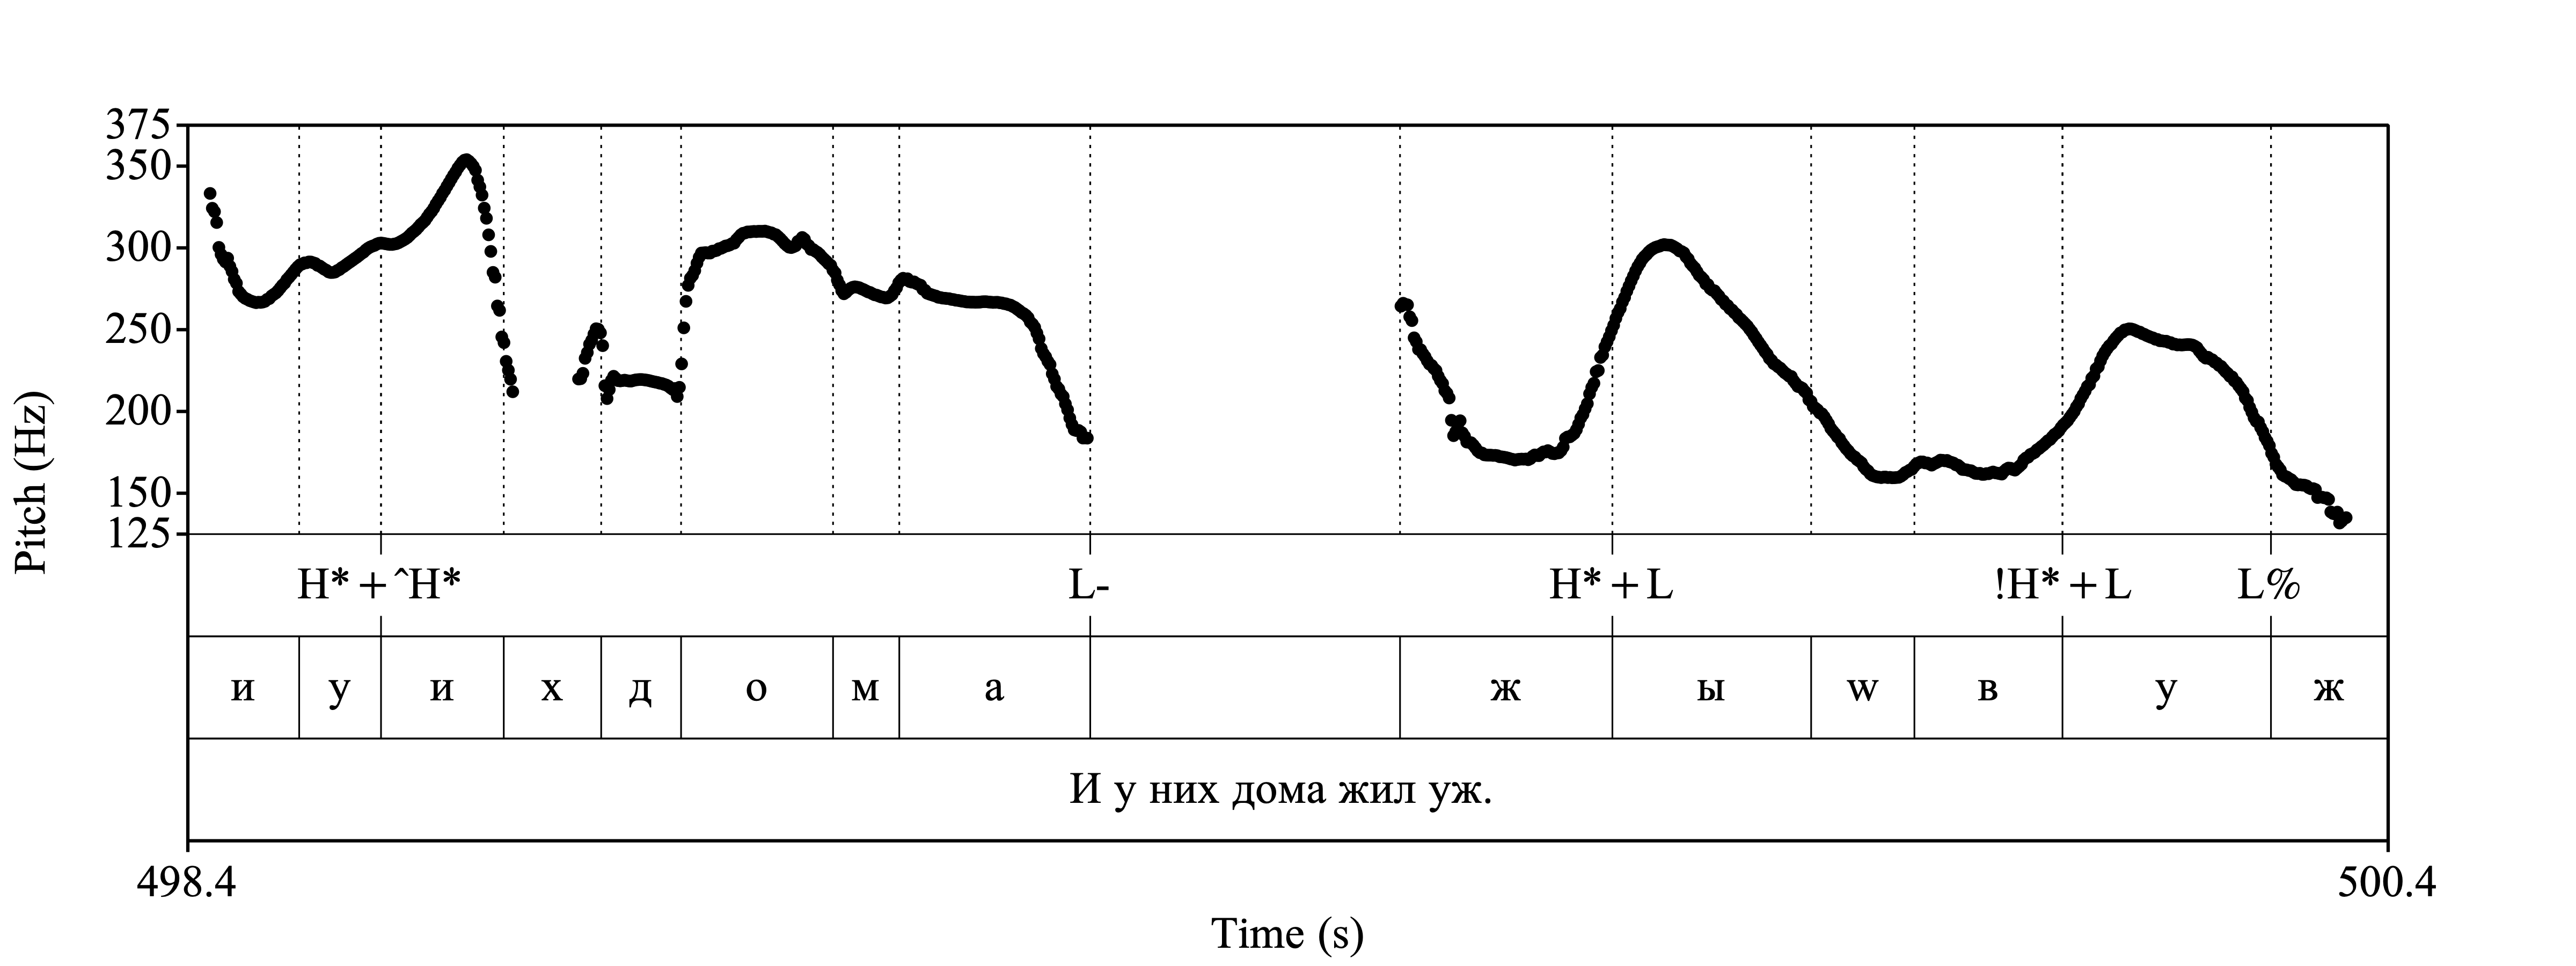 375
350
300
250
200
150
125
Pitch (Hz)
H* + ^H* L- H* + L !H* + L L%
и у и х д о м а ж ы w в у ж
И у них дома жил уж.
498.4 500.4
Time (s)